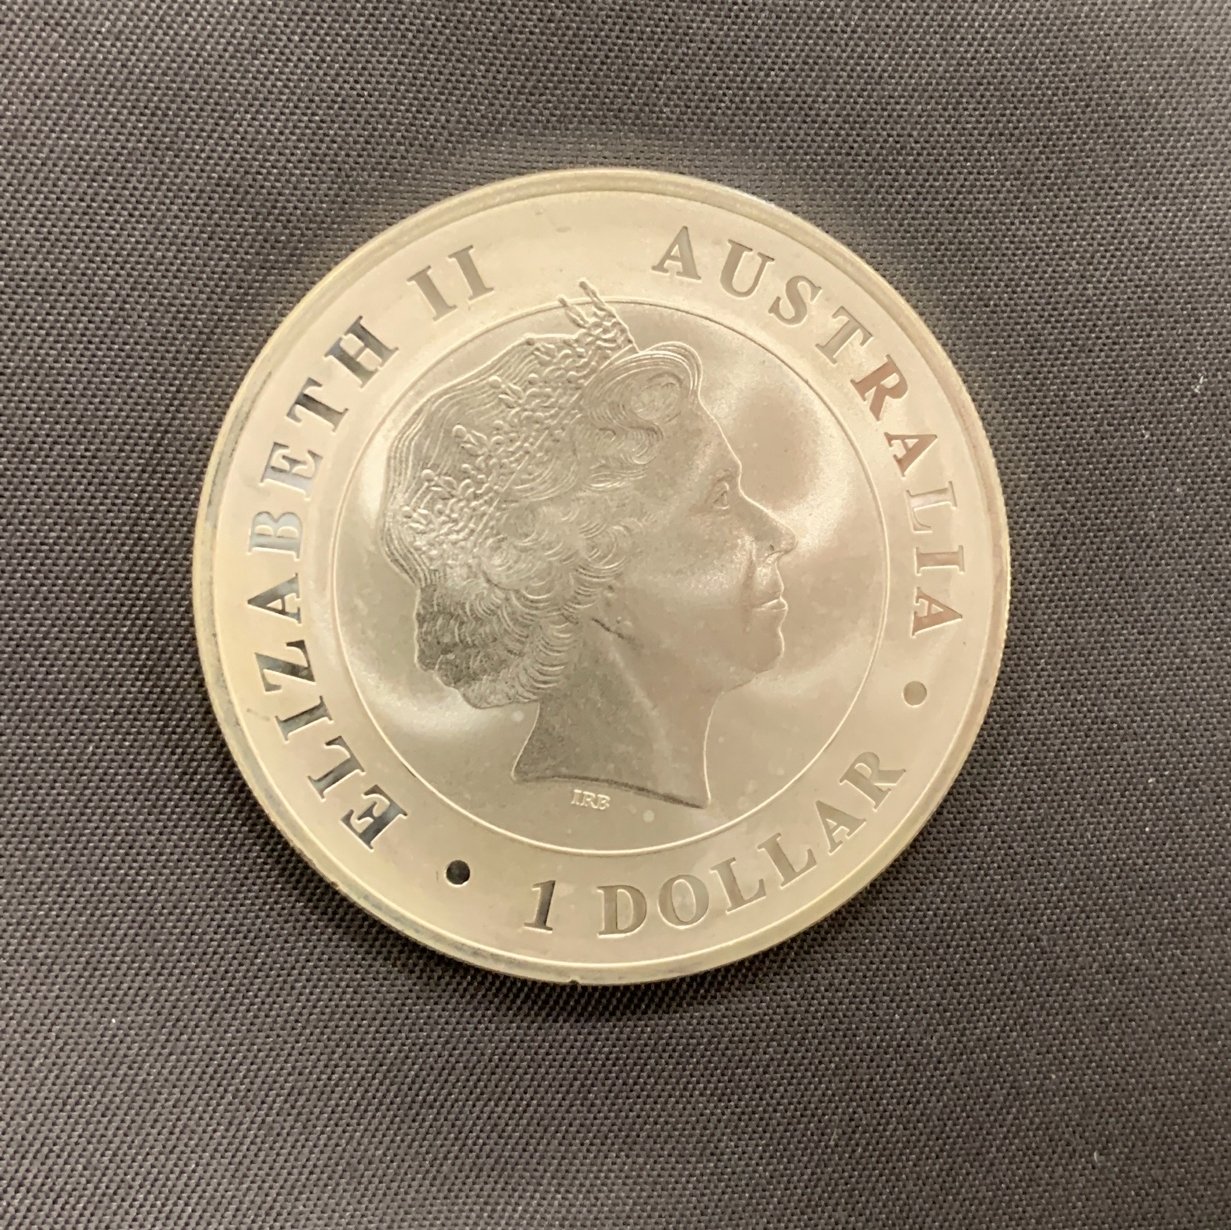 ELIZABETH II
AUSTRALIA
1 DOLLAR
IRB